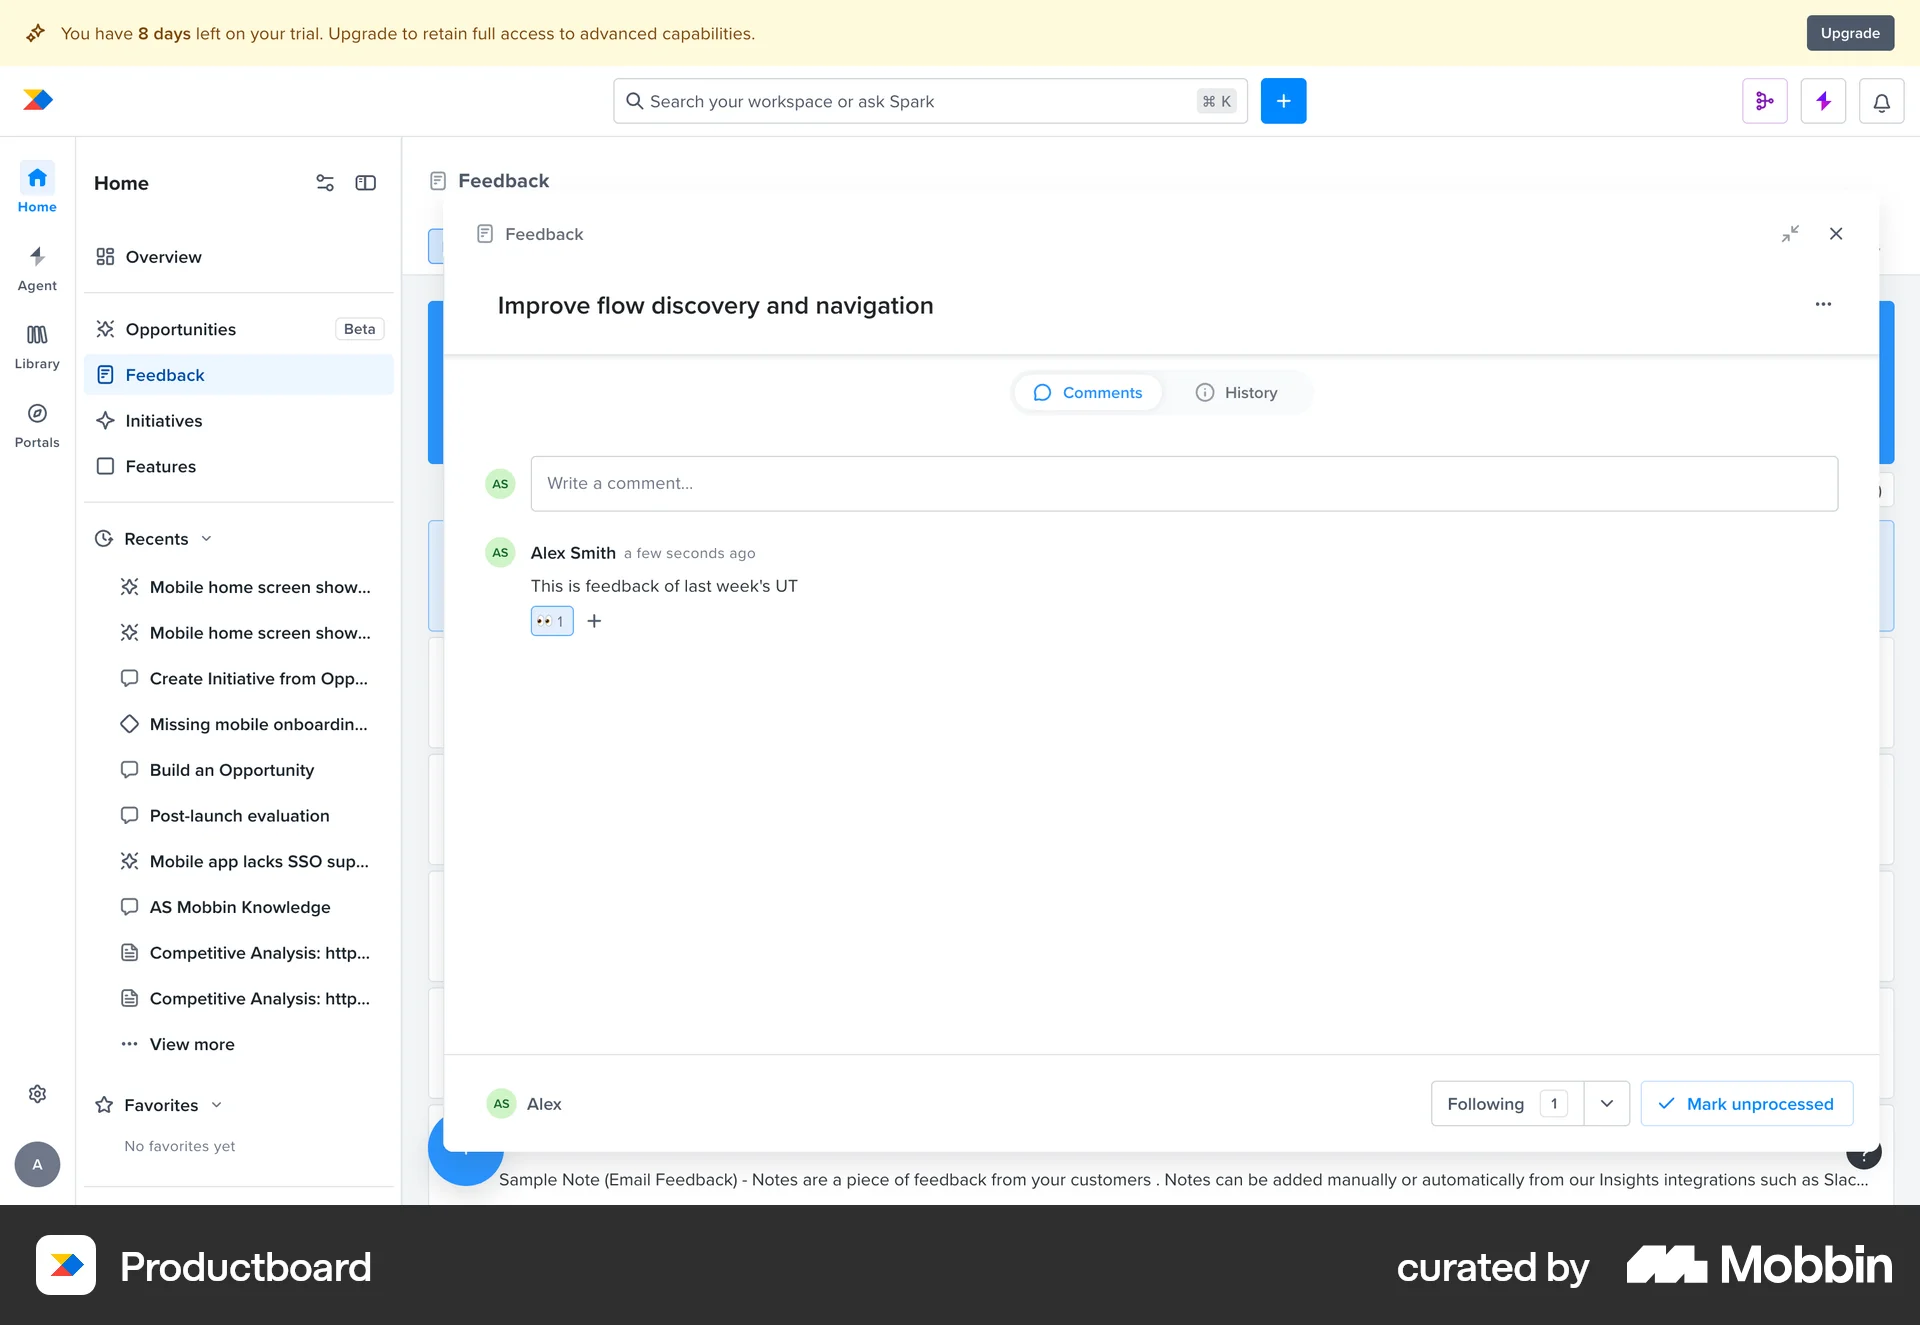 You have 8 days left on your trial. Upgrade to retain full access to advanced capabilities.
Upgrade
Search your workspace or ask Spark
⌘ K
Home
Agent
Library
Portals
A
Home
Overview
Opportunities
Beta
Feedback
Initiatives
Features
Recents
Mobile home screen show...
Mobile home screen show...
Create Initiative from Opp...
Missing mobile onboardin...
Build an Opportunity
Post-launch evaluation
Mobile app lacks SSO sup...
AS Mobbin Knowledge
Competitive Analysis: http...
Competitive Analysis: http...
View more
Favorites
No favorites yet
Feedback
Feedback
Improve flow discovery and navigation
Comments
History
AS
Write a comment...
AS
Alex Smith a few seconds ago
This is feedback of last week's UT
1
AS
Alex
Following 1
Mark unprocessed
?
Sample Note (Email Feedback) - Notes are a piece of feedback from your customers . Notes can be added manually or automatically from our Insights integrations such as Slac...
Productboard
curated by
Mobbin